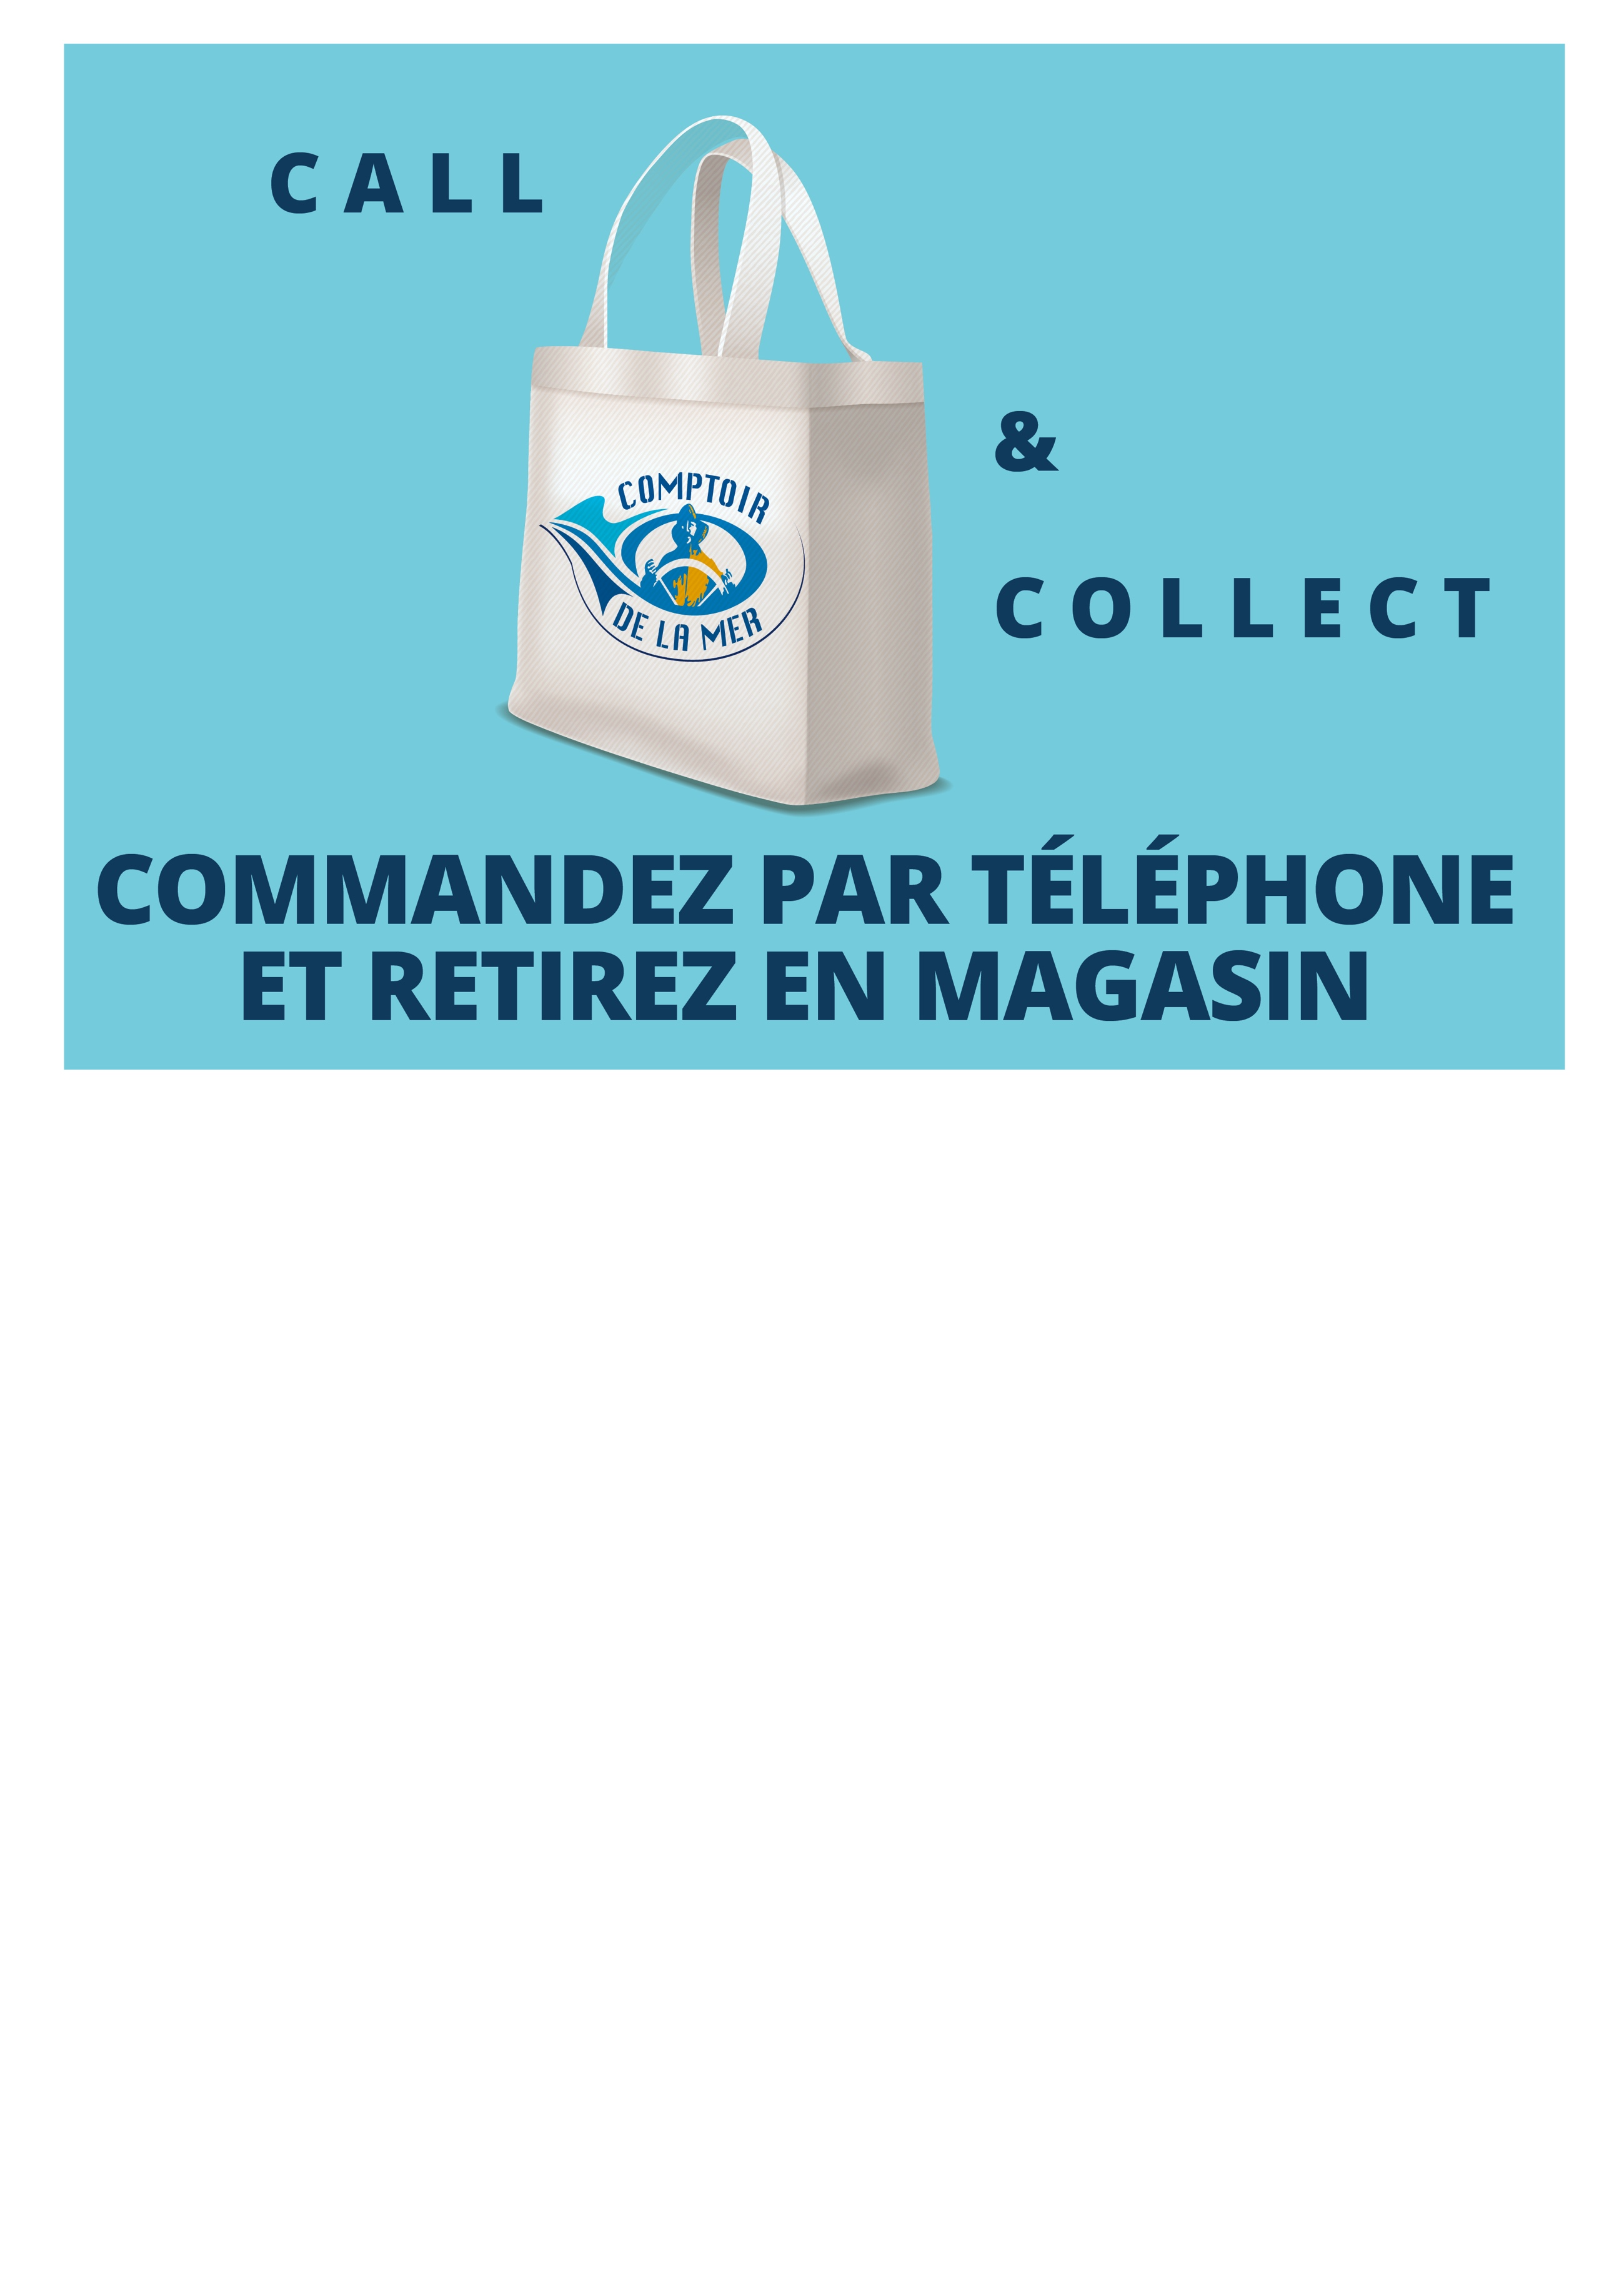 CALL
&
COLLECT
COMPTOIR
DE LA MER
COMMANDEZ PAR TÉLÉPHONE
ET RETIREZ EN MAGASIN